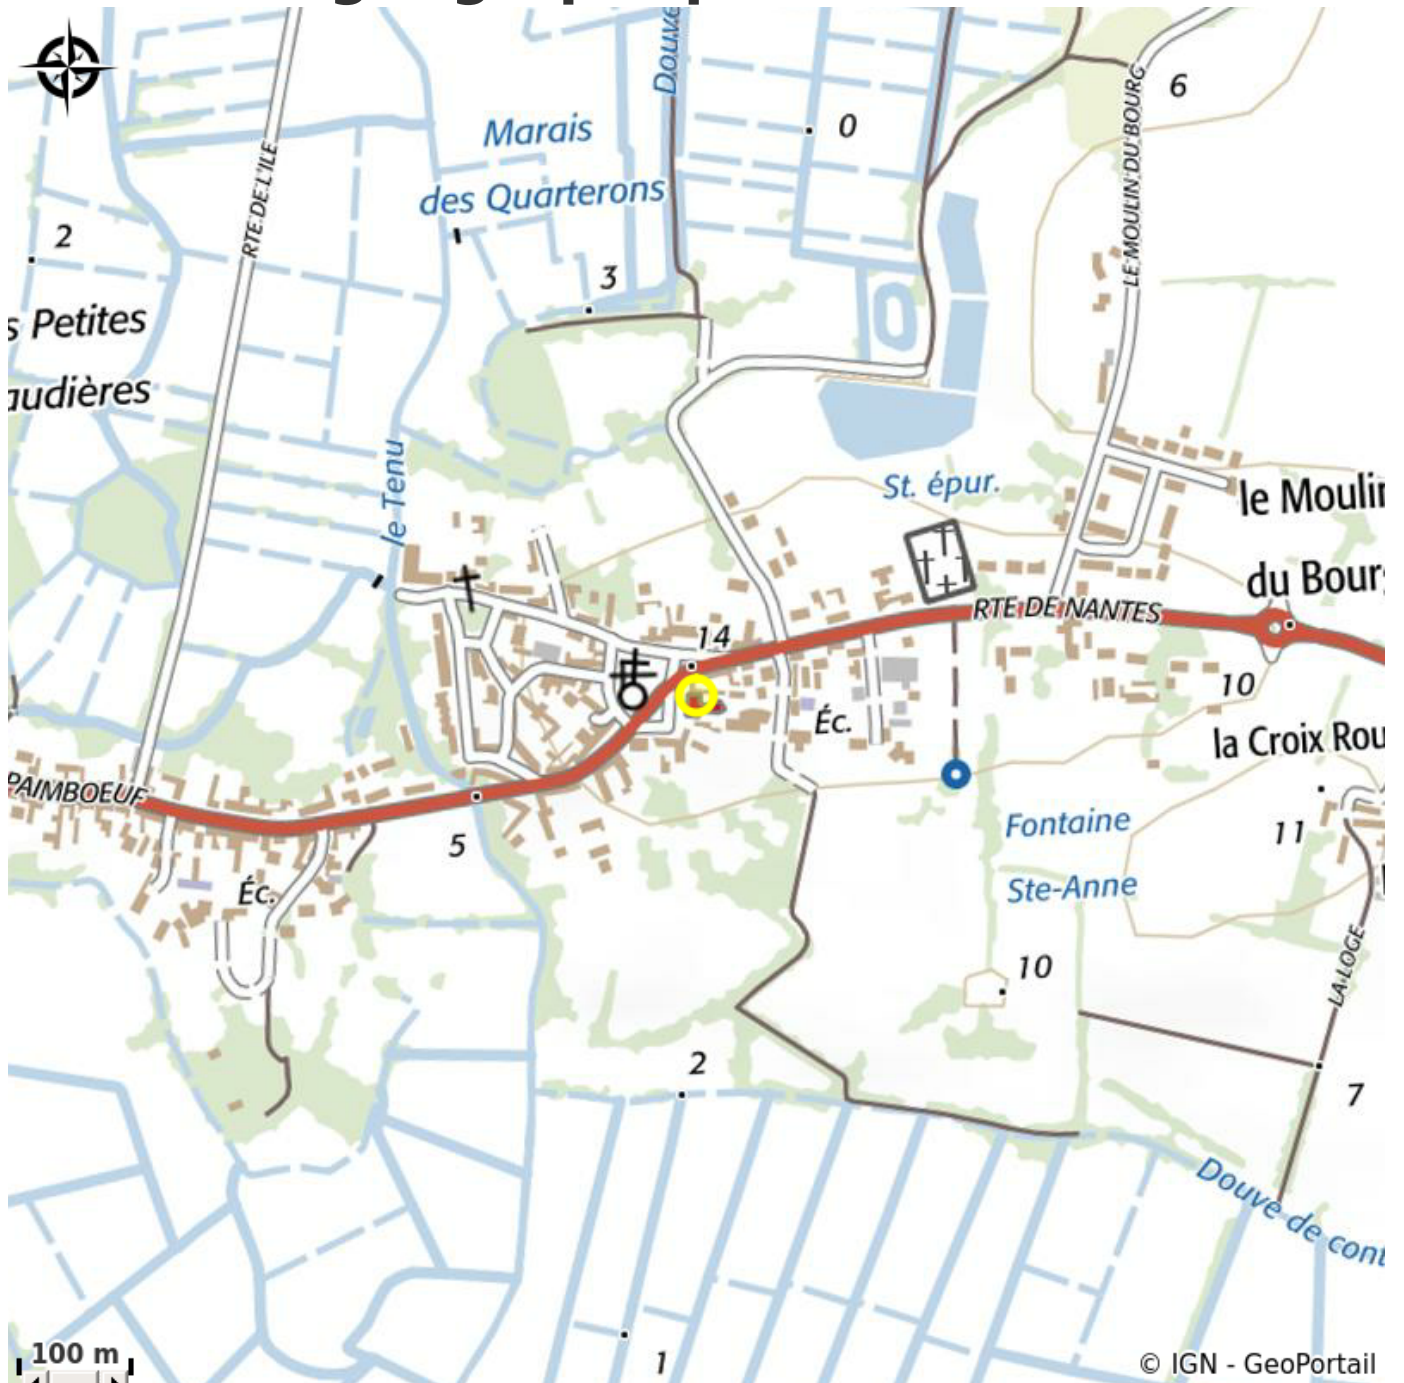 Douve
6
Marais
0
des Quarterons
LE MOULIN DU BOURG
RTE DE L'ILE
2
3
s Petites
audières
le Tenu
St. épur.
le Moulin
du Bourg
RTE DE NANTES
14
10
Éc.
la Croix Rou
PAIMBOEUF
Fontaine
11
5
Éc.
Ste-Anne
LA LOGE
10
2
7
Douve de cont
1
100 m
© IGN - GeoPortail